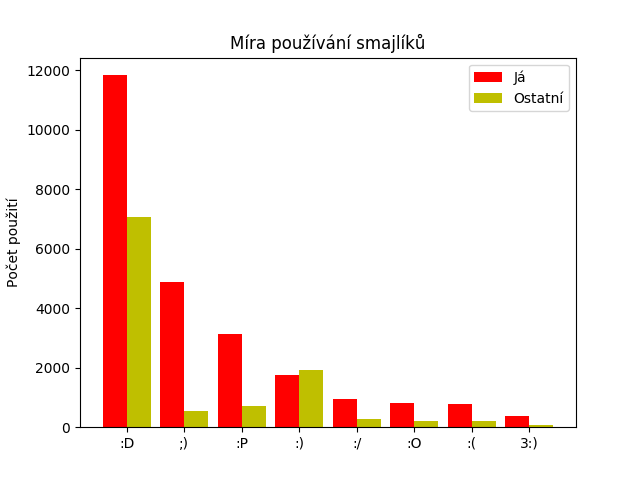 Míra používání smajlíků
Já
Ostatní
Počet použití
12000
10000
8000
6000
4000
2000
0
:D ;) :P :) :/ :O :( 3:)